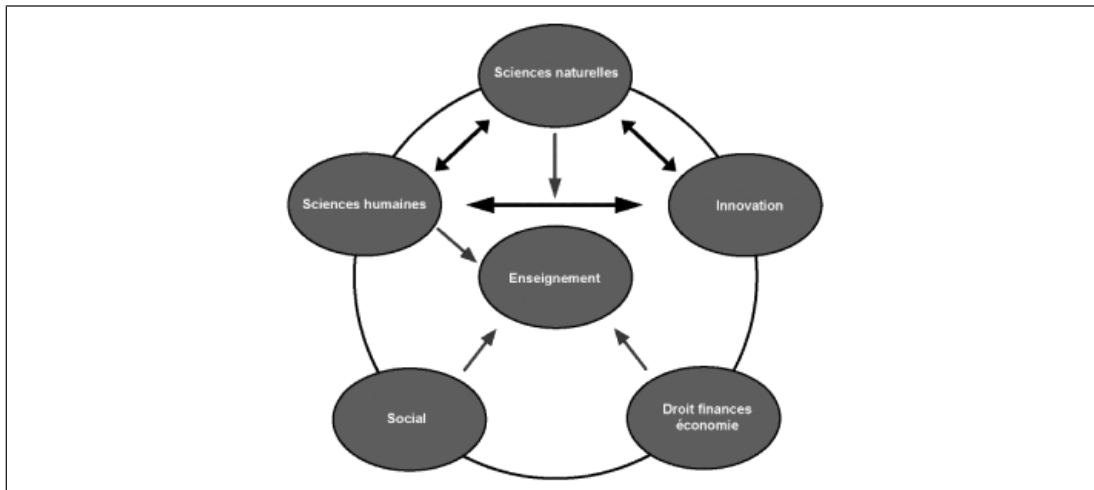 Sciences naturelles
Sciences humaines
Innovation
Enseignement
Social
Droit finances
économie